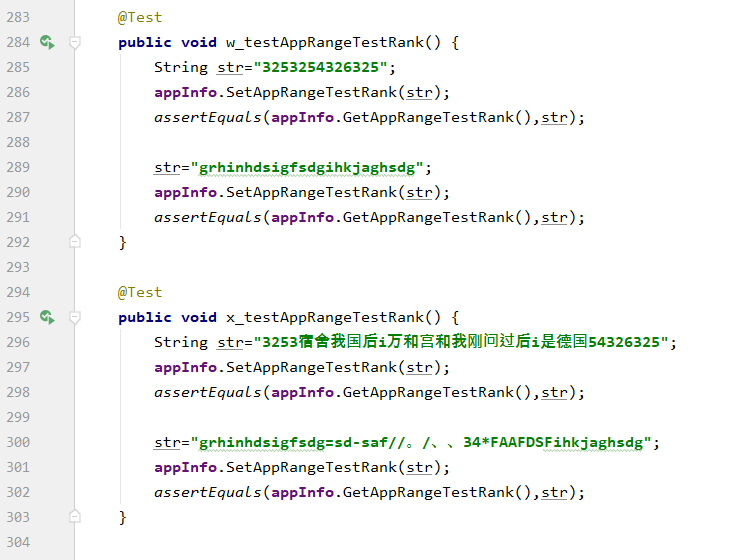 283 @Test
284 public void w_testAppRangeTestRank() {
285 String str="3253254326325";
286 appInfo.SetAppRangeTestRank(str);
287 assertEquals(appInfo.GetAppRangeTestRank(),str);
288
289 str="grhinhdsigfsdgihkjaghsdg";
290 appInfo.SetAppRangeTestRank(str);
291 assertEquals(appInfo.GetAppRangeTestRank(),str);
292 }
293
294 @Test
295 public void x_testAppRangeTestRank() {
296 String str="3253宿舍我国后i万和宫和我刚问过后i是德国54326325";
297 appInfo.SetAppRangeTestRank(str);
298 assertEquals(appInfo.GetAppRangeTestRank(),str);
299
300 str="grhinhdsigfsdg=sd-saf//。/、、34*FAAFDSFihkjaghsdg";
301 appInfo.SetAppRangeTestRank(str);
302 assertEquals(appInfo.GetAppRangeTestRank(),str);
303 }
304